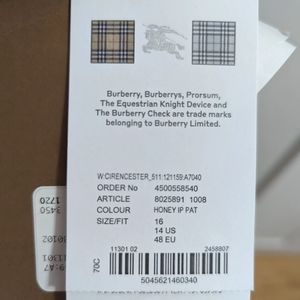 Burberry, Burberrys, Prorsum,
The Equestrian Knight Device and
The Burberry Check are trade marks
belonging to Burberry Limited.
W:CIRENCESTER_511:121159:A7040
ORDER No 4500558540
ARTICLE 8025891 1008
COLOUR HONEY IP PAT
SIZE/FIT 16
14 US
48 EU
11301 02 2458807
70C
5045621460340
1720
3450